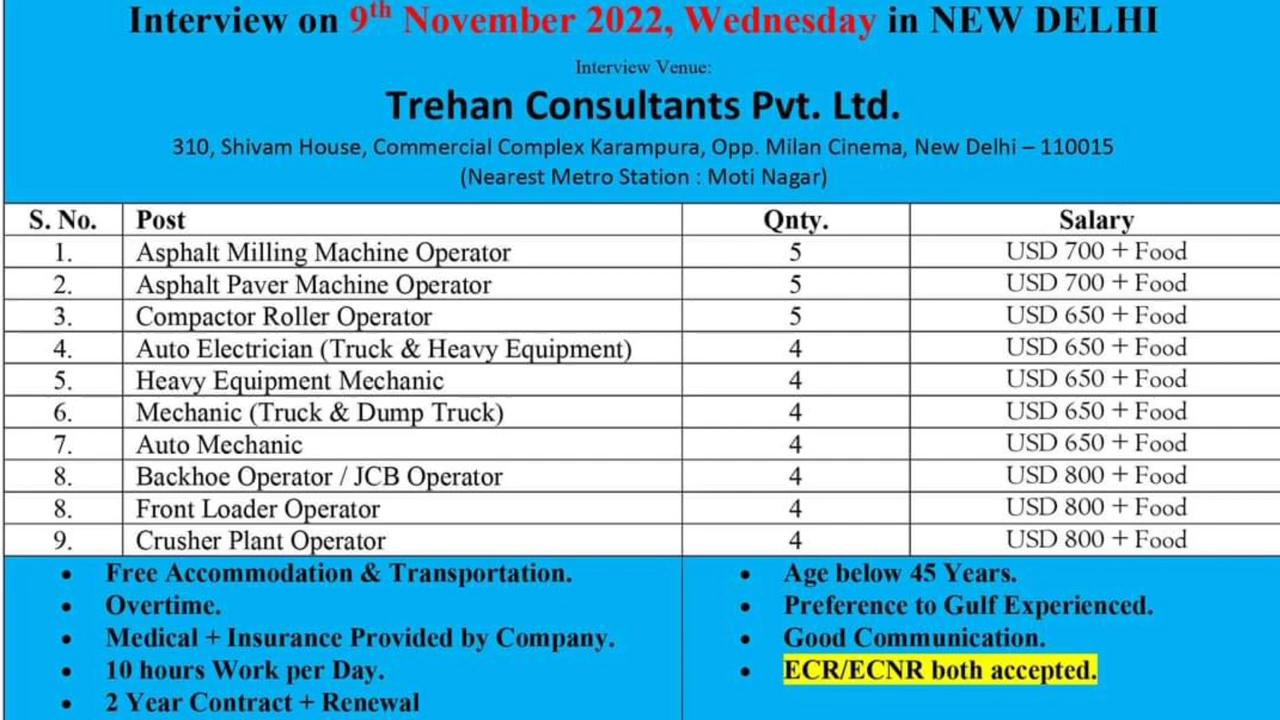 Interview on 9th November 2022, Wednesday in NEW DELHI
Interview Venue:
Trehan Consultants Pvt. Ltd.
310, Shivam House, Commercial Complex Karampura, Opp. Milan Cinema, New Delhi – 110015
(Nearest Metro Station : Moti Nagar)
S. No. Post Qnty. Salary
1. Asphalt Milling Machine Operator 5 USD 700 + Food
2. Asphalt Paver Machine Operator 5 USD 700 + Food
3. Compactor Roller Operator 5 USD 650 + Food
4. Auto Electrician (Truck & Heavy Equipment) 4 USD 650 + Food
5. Heavy Equipment Mechanic 4 USD 650 + Food
6. Mechanic (Truck & Dump Truck) 4 USD 650 + Food
7. Auto Mechanic 4 USD 650 + Food
8. Backhoe Operator / JCB Operator 4 USD 800 + Food
8. Front Loader Operator 4 USD 800 + Food
9. Crusher Plant Operator 4 USD 800 + Food
• Free Accommodation & Transportation.
• Overtime.
• Medical + Insurance Provided by Company.
• 10 hours Work per Day.
• 2 Year Contract + Renewal
• Age below 45 Years.
• Preference to Gulf Experienced.
• Good Communication.
• ECR/ECNR both accepted.